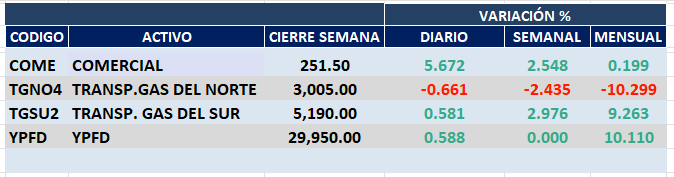 VARIACIÓN %
CODIGO ACTIVO CIERRE SEMANA DIARIO SEMANAL MENSUAL
COME COMERCIAL 251.50 5.672 2.548 0.199
TGNO4 TRANSP.GAS DEL NORTE 3,005.00 -0.661 -2.435 -10.299
TGSU2 TRANSP. GAS DEL SUR 5,190.00 0.581 2.976 9.263
YPFD YPFD 29,950.00 0.588 0.000 10.110